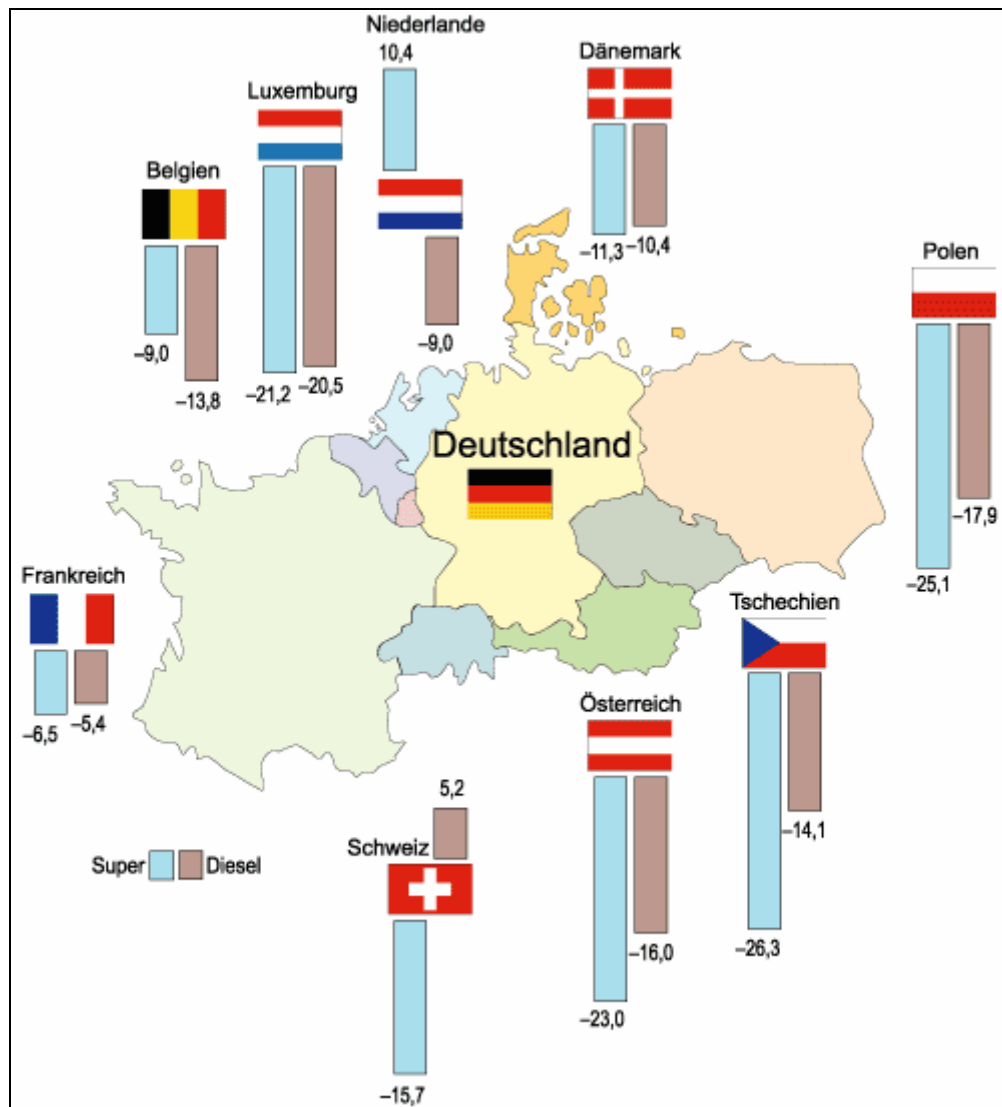 Niederlande
10,4
–9,0
Dänemark
–11,3
–10,4
Luxemburg
–21,2
–20,5
Belgien
–9,0
–13,8
Polen
–25,1
–17,9
Deutschland
Frankreich
–6,5
–5,4
Tschechien
–26,3
–14,1
Österreich
–23,0
–16,0
5,2
Schweiz
–15,7
Super Diesel